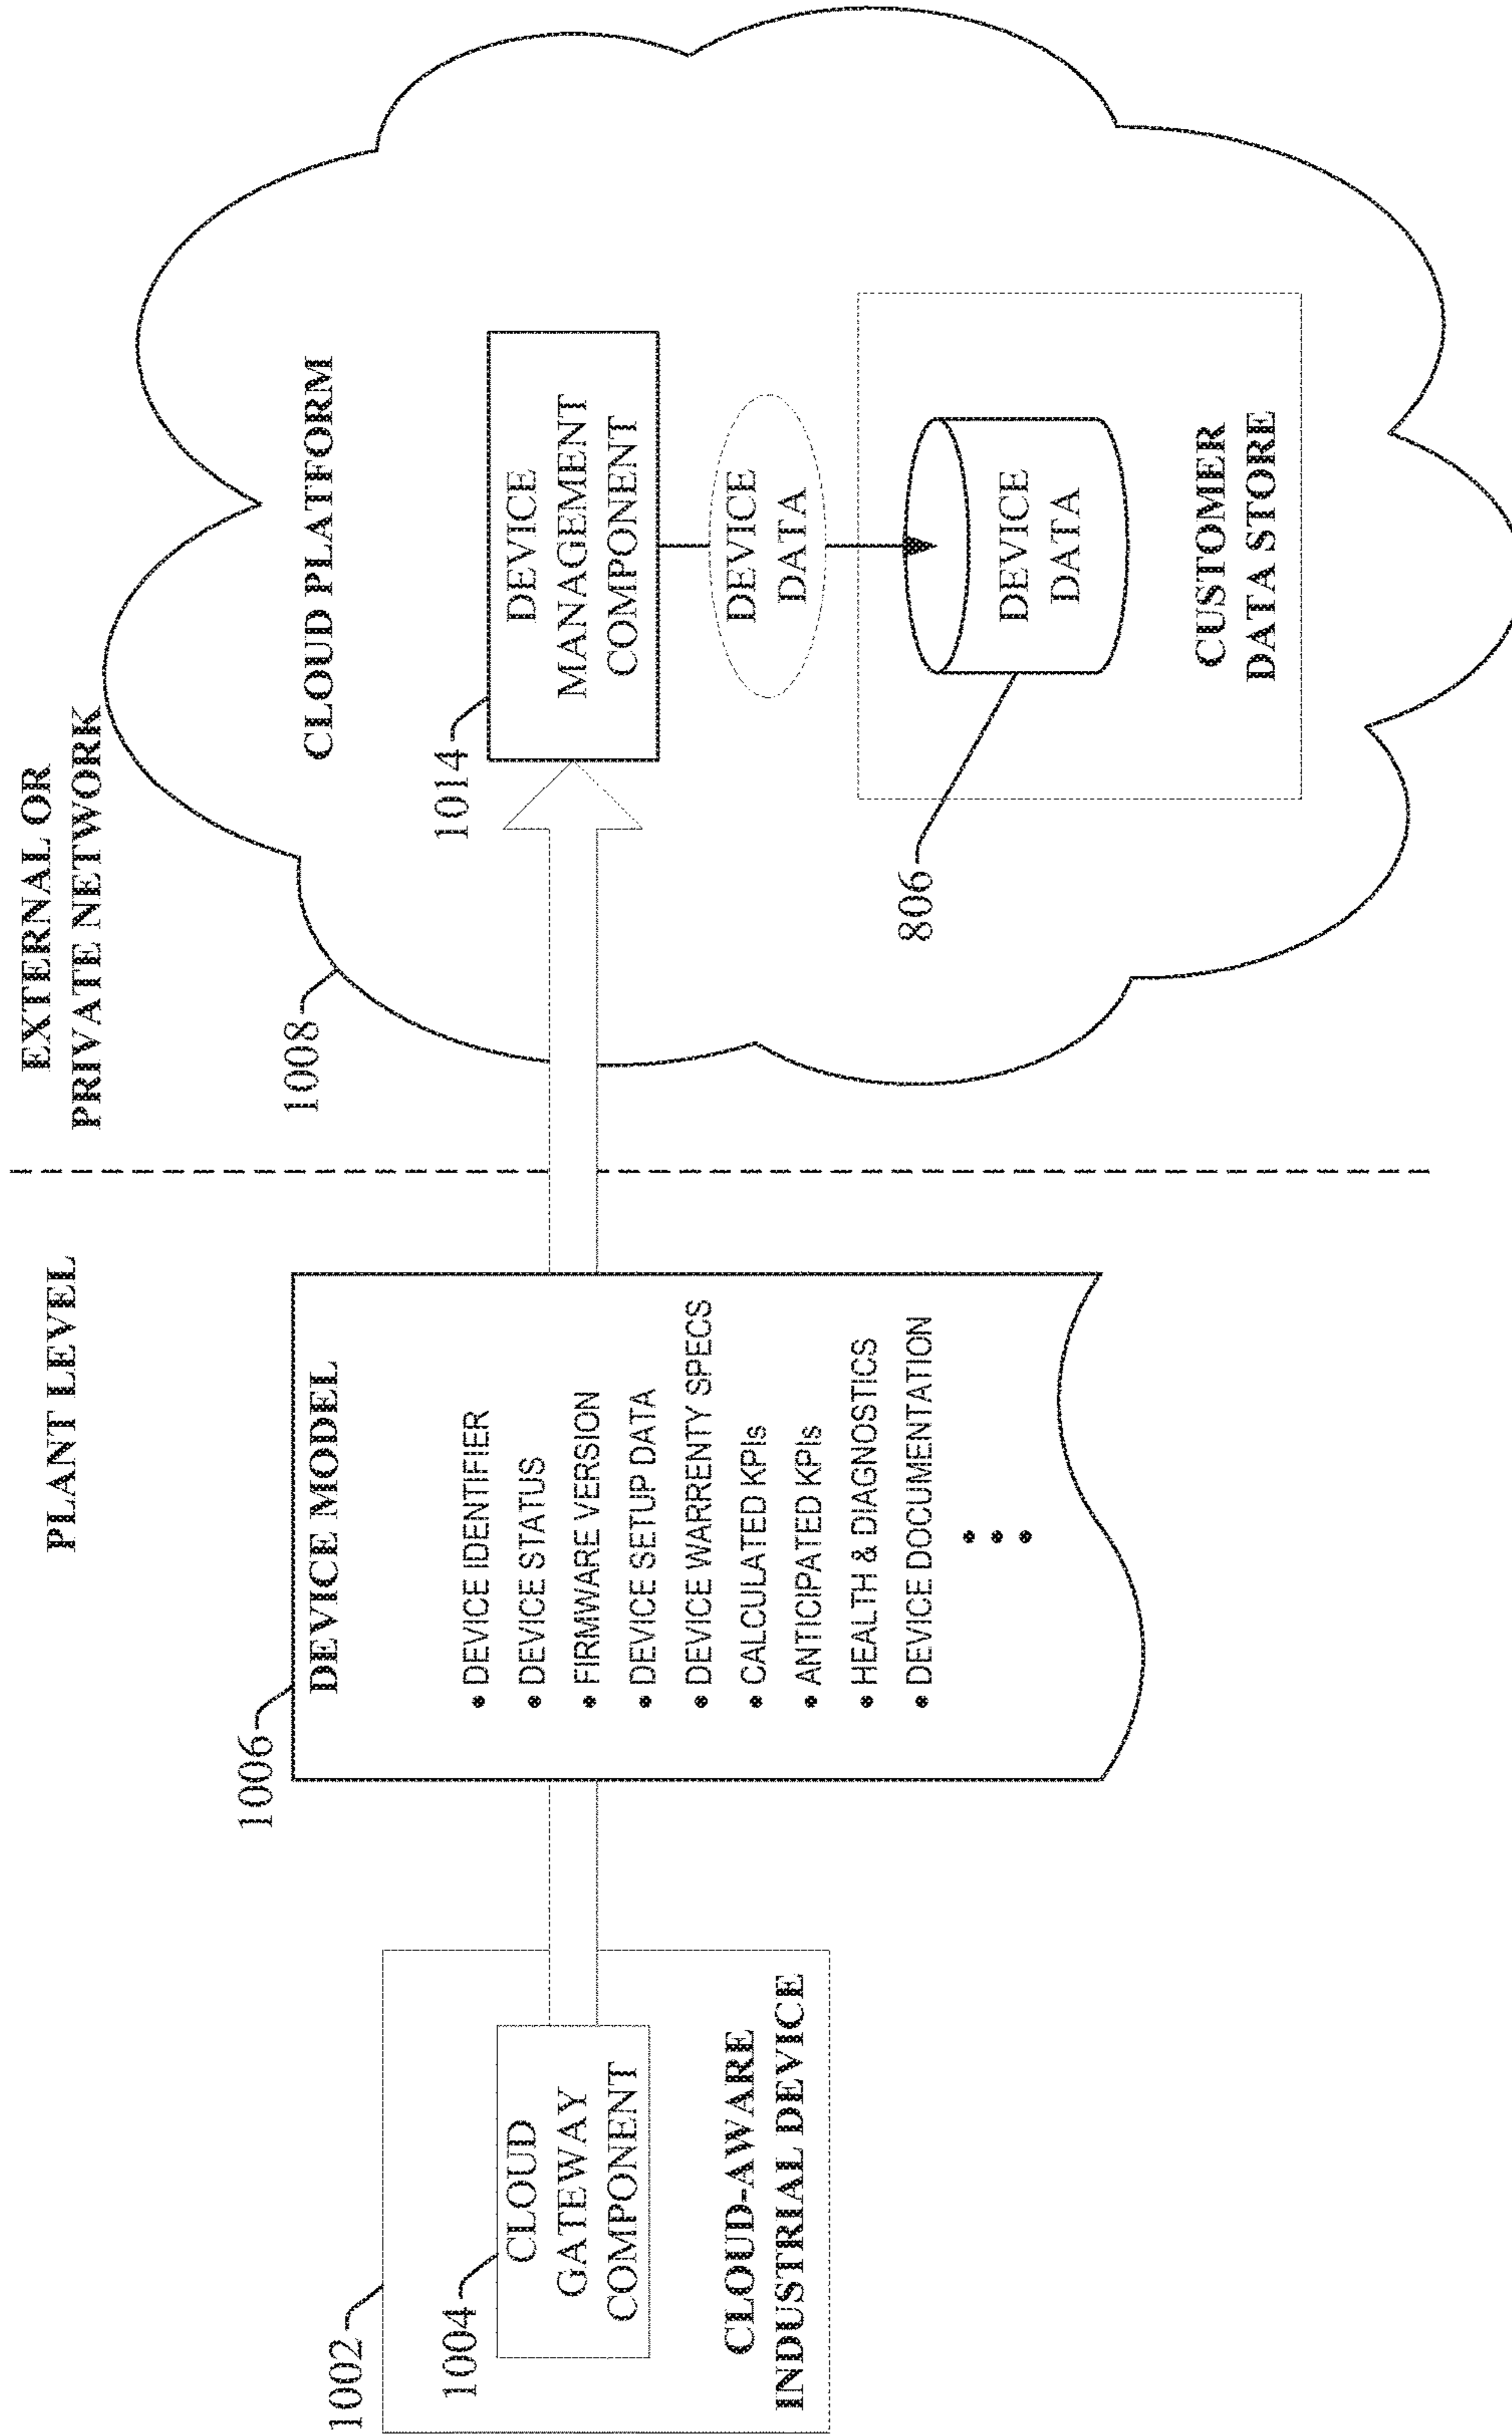 PLANT LEVEL
EXTERNAL OR
PRIVATE NETWORK
1002
1004
CLOUD
GATEWAY
COMPONENT
CLOUD-AWARE
INDUSTRIAL DEVICE
1006
DEVICE MODEL
• DEVICE IDENTIFIER
• DEVICE STATUS
• FIRMWARE VERSION
• DEVICE SETUP DATA
• DEVICE WARRENTY SPECS
• CALCULATED KPIs
• ANTICIPATED KPIs
• HEALTH & DIAGNOSTICS
• DEVICE DOCUMENTATION
1008
CLOUD PLATFORM
1014
DEVICE
MANAGEMENT
COMPONENT
DEVICE
DATA
806
DEVICE
DATA
CUSTOMER
DATA STORE